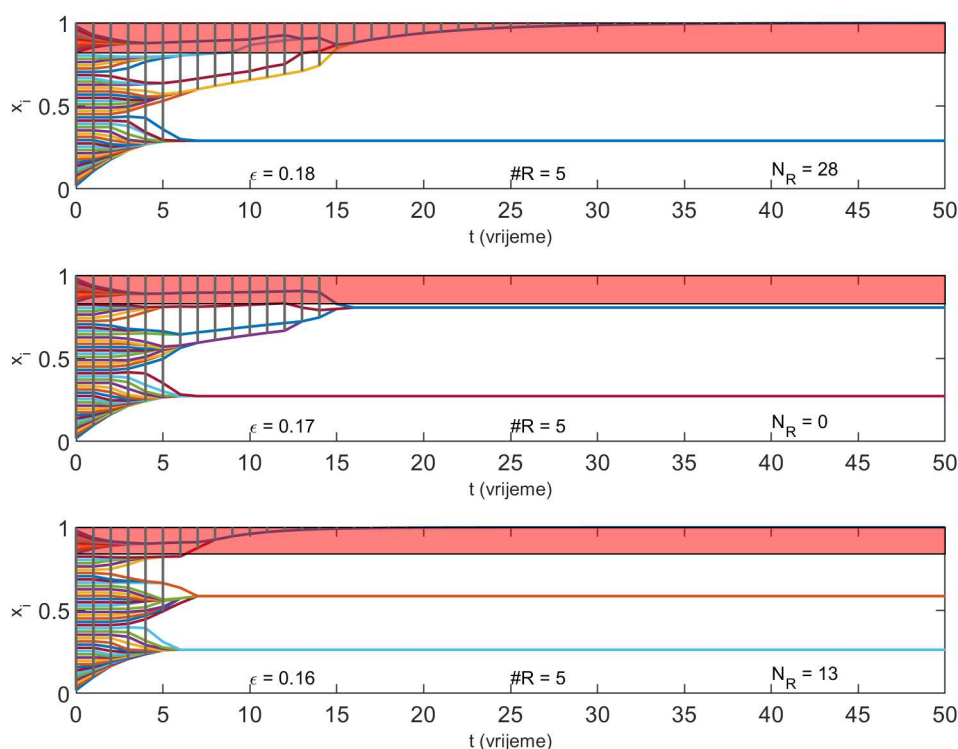 1
x_i
0.5
0
ϵ = 0.18
#R = 5
N_R = 28
0 5 10 15 20 25 30 35 40 45 50
t (vrijeme)
1
x_i
0.5
0
ϵ = 0.17
#R = 5
N_R = 0
0 5 10 15 20 25 30 35 40 45 50
t (vrijeme)
1
x_i
0.5
0
ϵ = 0.16
#R = 5
N_R = 13
0 5 10 15 20 25 30 35 40 45 50
t (vrijeme)